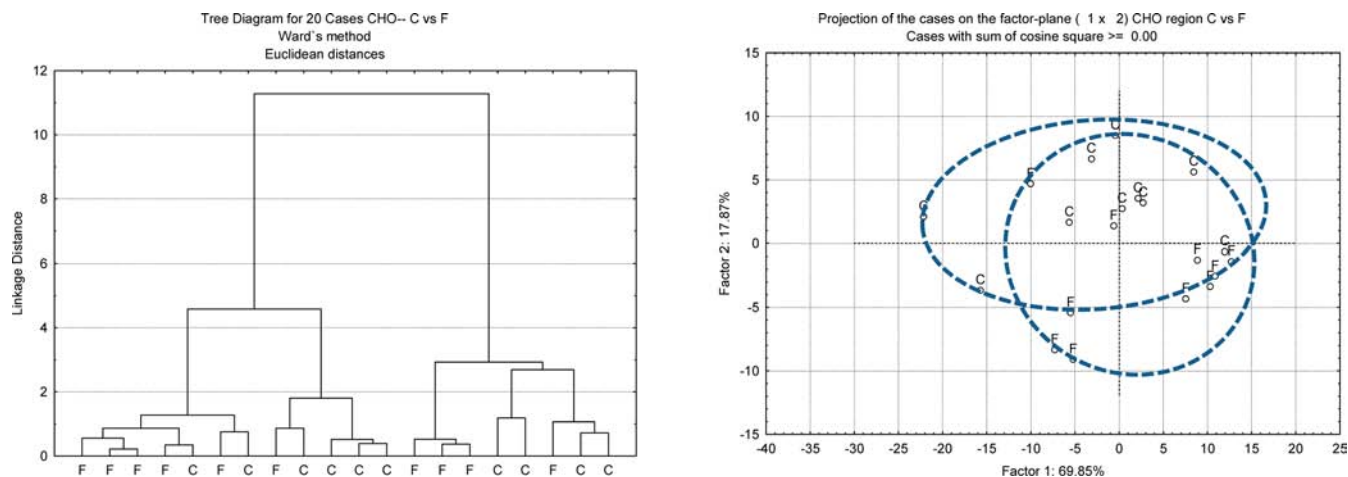 Tree Diagram for 20 Cases CHO-- C vs F
Ward`s method
Euclidean distances
12
10
8
6
4
2
0
Linkage Distance
F F F F C F C F C C C C F F F C C F C C
Projection of the cases on the factor-plane ( 1 x 2) CHO region C vs F
Cases with sum of cosine square >= 0.00
15
10
5
0
-5
-10
-15
Factor 2: 17.87%
C
C
C
F
C
C
C
C
C
F
C
F
F
F
F
F
C
F
F
F
-40 -35 -30 -25 -20 -15 -10 -5 0 5 10 15 20 25
Factor 1: 69.85%